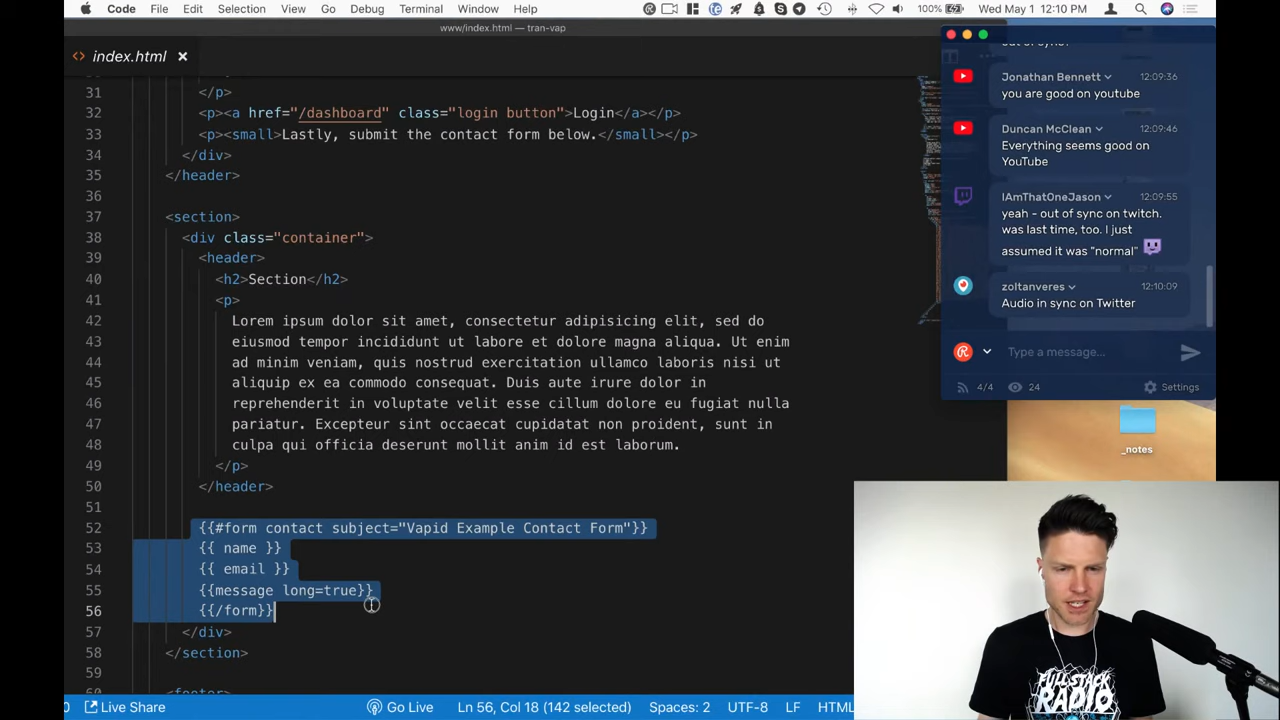 Code File Edit Selection View Go Debug Terminal Window 100% Wed May 1 12:10 PM
www/index.html — tran-vap
<> index.html ×
31 </p>
32 href="/dashboard" class="login button">Login</a></p>
33 <p><small>Lastly, submit the contact form below.</small></p>
34 </div>
35 </header>
36
37 <section>
38 <div class="container">
39 <header>
40 <h2>Section</h2>
41 <p>
42 Lorem ipsum dolor sit amet, consectetur adipisicing elit, sed do
43 eiusmod tempor incididunt ut labore et dolore magna aliqua. Ut enim
44 ad minim veniam, quis nostrud exercitation ullamco laboris nisi ut
45 aliquip ex ea commodo consequat. Duis aute irure dolor in
46 reprehenderit in voluptate velit esse cillum dolore eu fugiat nulla
47 pariatur. Excepteur sint occaecat cupidatat non proident, sunt in
48 culpa qui officia deserunt mollit anim id est laborum.
49 </p>
50 </header>
51
52 {{#form contact subject="Vapid Example Contact Form"}}
53 {{ name }}
54 {{ email }}
55 {{message long=true}}
56 {{/form}}
57 </div>
58 </section>
59
60 <footer>
Live Share Go Live Ln 56, Col 18 (142 selected) Spaces: 2 UTF-8 LF HTML
out of sync?
Jonathan Bennett 12:09:36
you are good on youtube
Duncan McClean 12:09:46
Everything seems good on
YouTube
IAmThatOneJason 12:09:55
yeah - out of sync on twitch.
was last time, too. I just
assumed it was "normal"
zoltanveres 12:10:09
Audio in sync on Twitter
Type a message...
4/4 24 Settings
_notes
FULL STACK
RADIO